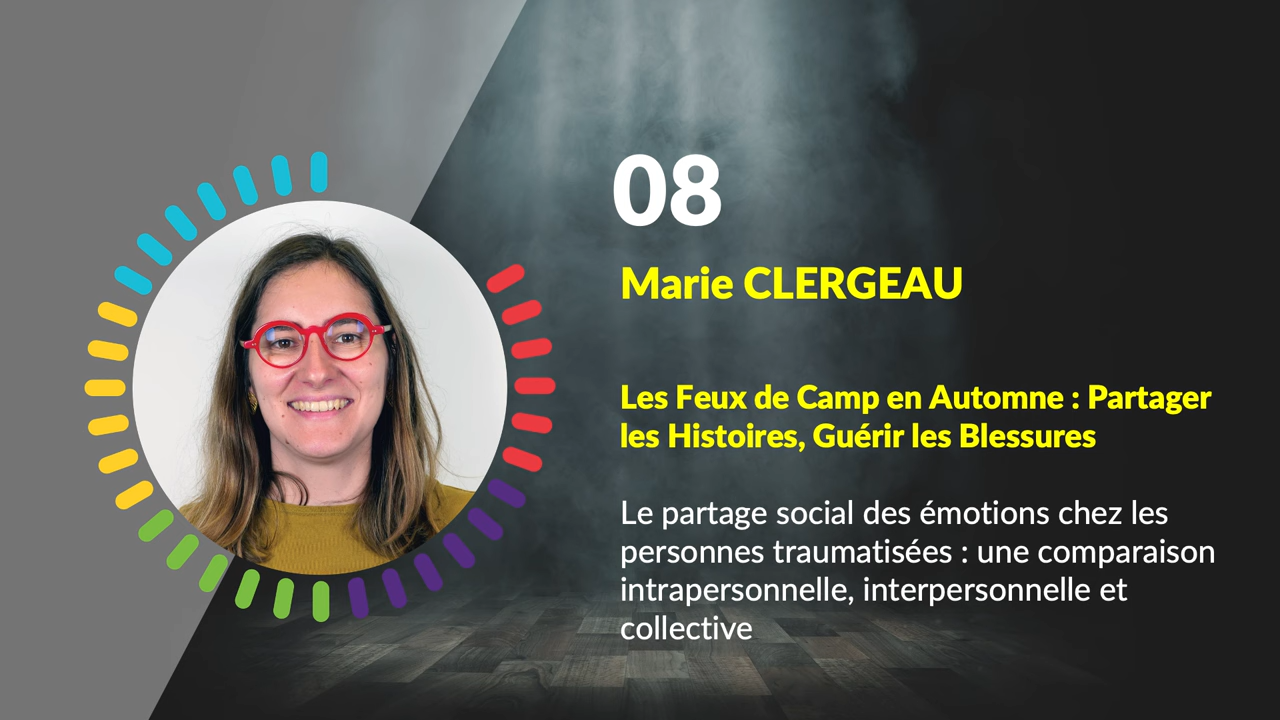 08
Marie CLERGEAU
Les Feux de Camp en Automne : Partager
les Histoires, Guérir les Blessures
Le partage social des émotions chez les
personnes traumatisées : une comparaison
intrapersonnelle, interpersonnelle et
collective